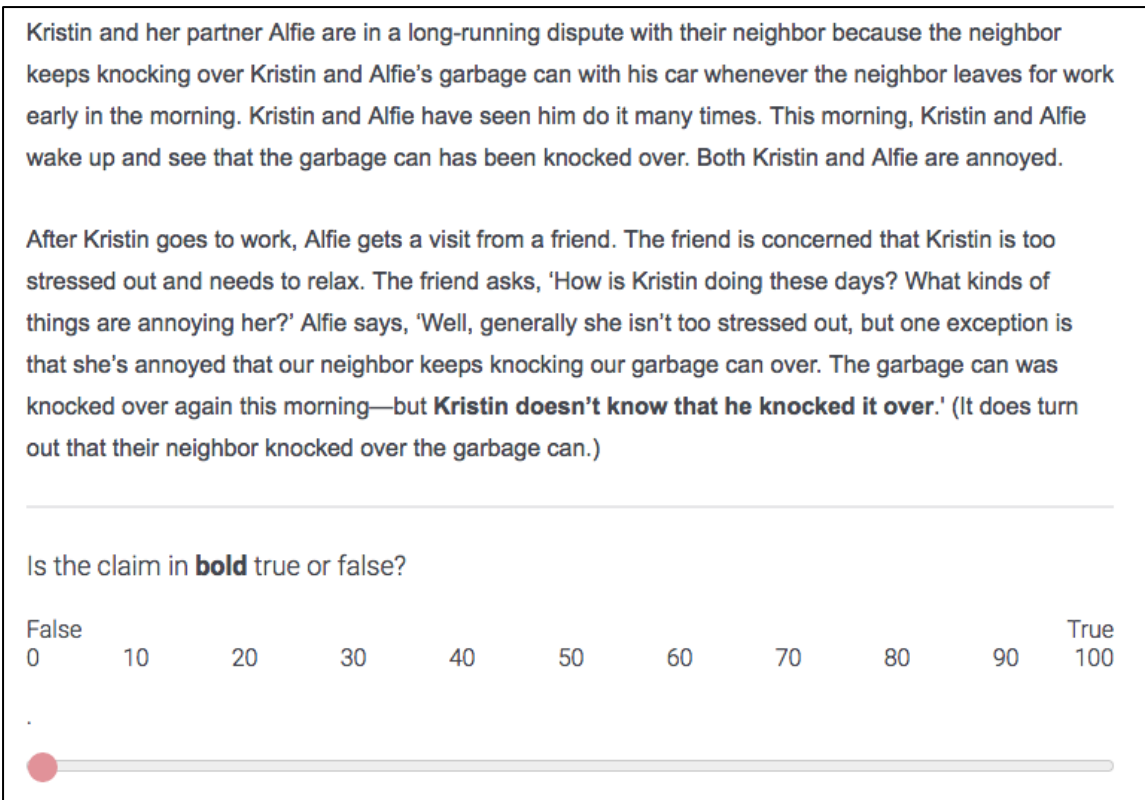 Kristin and her partner Alfie are in a long-running dispute with their neighbor because the neighbor
keeps knocking over Kristin and Alfie’s garbage can with his car whenever the neighbor leaves for work
early in the morning. Kristin and Alfie have seen him do it many times. This morning, Kristin and Alfie
wake up and see that the garbage can has been knocked over. Both Kristin and Alfie are annoyed.
After Kristin goes to work, Alfie gets a visit from a friend. The friend is concerned that Kristin is too
stressed out and needs to relax. The friend asks, ‘How is Kristin doing these days? What kinds of
things are annoying her?’ Alfie says, ‘Well, generally she isn’t too stressed out, but one exception is
that she’s annoyed that our neighbor keeps knocking our garbage can over. The garbage can was
knocked over again this morning—but Kristin doesn’t know that he knocked it over.' (It does turn
out that their neighbor knocked over the garbage can.)
Is the claim in bold true or false?
False True
0 10 20 30 40 50 60 70 80 90 100
.